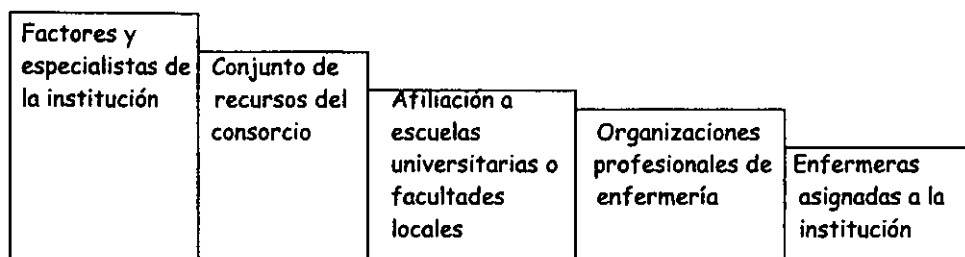 Factores y
especialistas de
la institución
Conjunto de
recursos del
consorcio
Afiliación a
escuelas
universitarias o
facultades
locales
Organizaciones
profesionales de
enfermería
Enfermeras
asignadas a la
institución